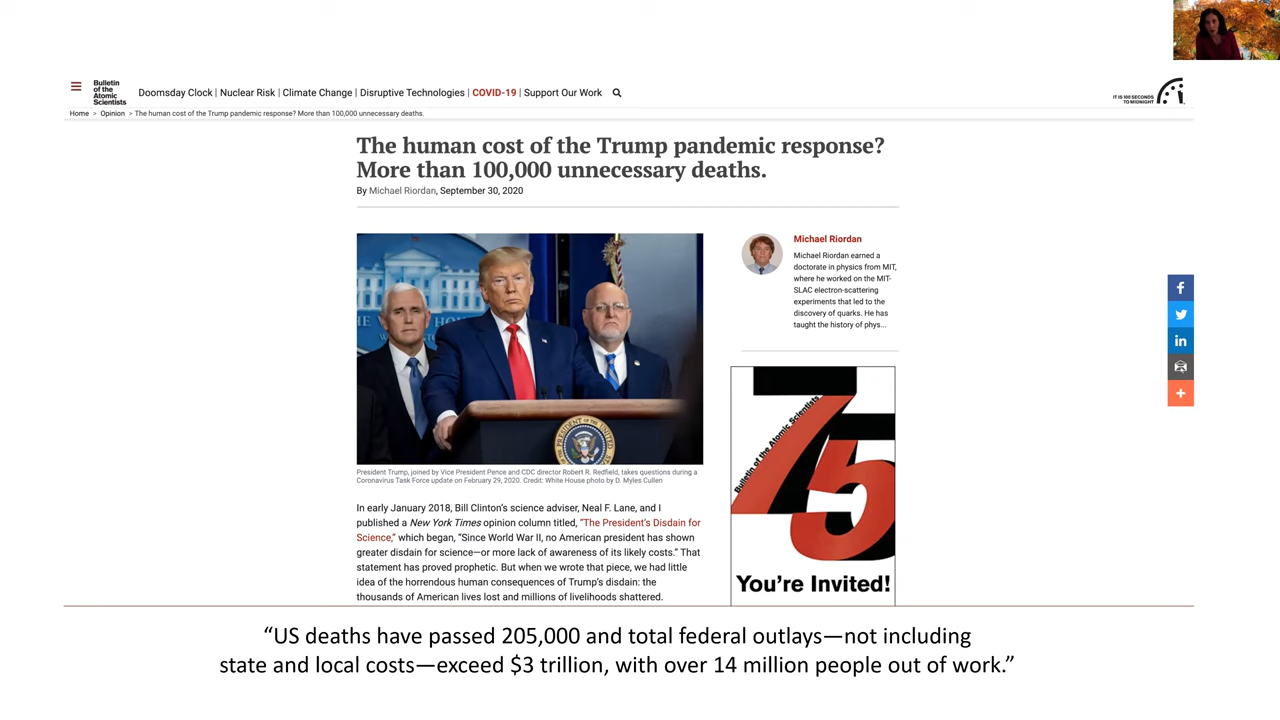 Bulletin
of the
Atomic
Scientists
Doomsday Clock | Nuclear Risk | Climate Change | Disruptive Technologies | COVID-19 | Support Our Work
IT IS 100 SECONDS
TO MIDNIGHT
Home > Opinion > The human cost of the Trump pandemic response? More than 100,000 unnecessary deaths.
The human cost of the Trump pandemic response?
More than 100,000 unnecessary deaths.
By Michael Riordan, September 30, 2020
Michael Riordan
Michael Riordan earned a
doctorate in physics from MIT,
where he worked on the MIT-
SLAC electron-scattering
experiments that led to the
discovery of quarks. He has
taught the history of phys...
President Trump, joined by Vice President Pence and CDC director Robert R. Redfield, takes questions during a
Coronavirus Task Force update on February 29, 2020. Credit: White House photo by D. Myles Cullen
In early January 2018, Bill Clinton's science adviser, Neal F. Lane, and I
published a New York Times opinion column titled, “The President's Disdain for
Science,” which began, “Since World War II, no American president has shown
greater disdain for science—or more lack of awareness of its likely costs.” That
statement has proved prophetic. But when we wrote that piece, we had little
idea of the horrendous human consequences of Trump's disdain: the
thousands of American lives lost and millions of livelihoods shattered.
Bulletin of the Atomic Scientists
75
You're Invited!
“US deaths have passed 205,000 and total federal outlays—not including
state and local costs—exceed $3 trillion, with over 14 million people out of work.”